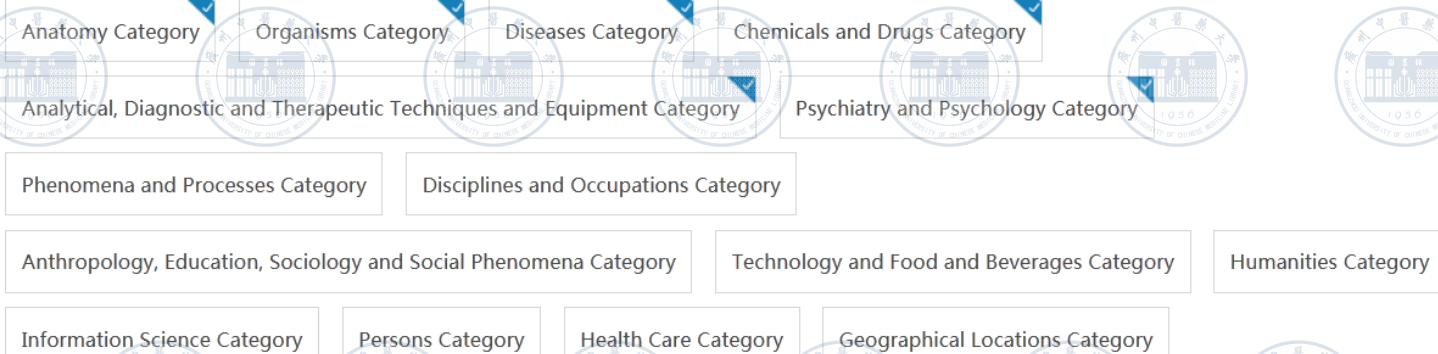 Anatomy Category Organisms Category Diseases Category Chemicals and Drugs Category
Analytical, Diagnostic and Therapeutic Techniques and Equipment Category Psychiatry and Psychology Category
Phenomena and Processes Category Disciplines and Occupations Category
Anthropology, Education, Sociology and Social Phenomena Category Technology and Food and Beverages Category Humanities Category
Information Science Category Persons Category Health Care Category Geographical Locations Category